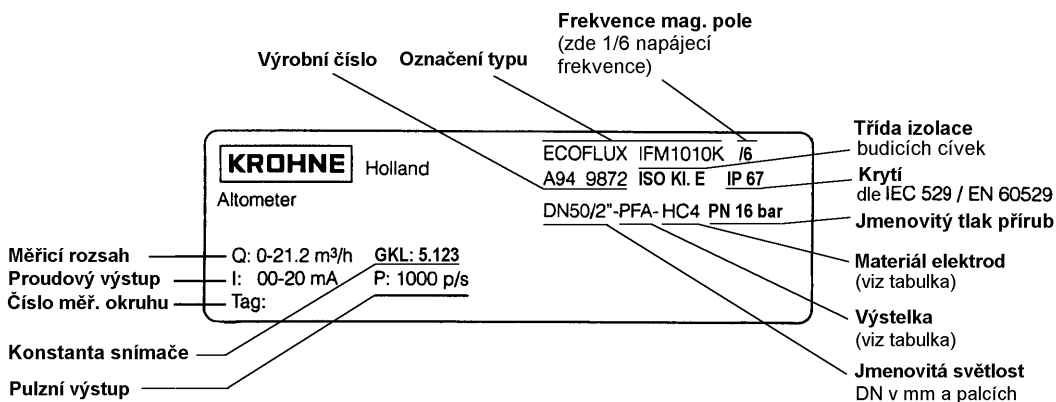 Frekvence mag. pole
(zde 1/6 napájecí
frekvence)
Výrobní číslo
Označení typu
Třída izolace
budicích cívek
Krytí
dle IEC 529 / EN 60529
Jmenovitý tlak přírub
Materiál elektrod
(viz tabulka)
Výstelka
(viz tabulka)
Jmenovitá světlost
DN v mm a palcích
KROHNE Holland
Altometer
ECOFLUX IFM1010K /6
A94 9872 ISO Kl. E IP 67
DN50/2"-PFA-HC4 PN 16 bar
Měřicí rozsah
Q: 0-21.2 m³/h GKL: 5.123
Proudový výstup
I: 00-20 mA P: 1000 p/s
Číslo měř. okruhu
Tag:
Konstanta snímače
Pulzní výstup